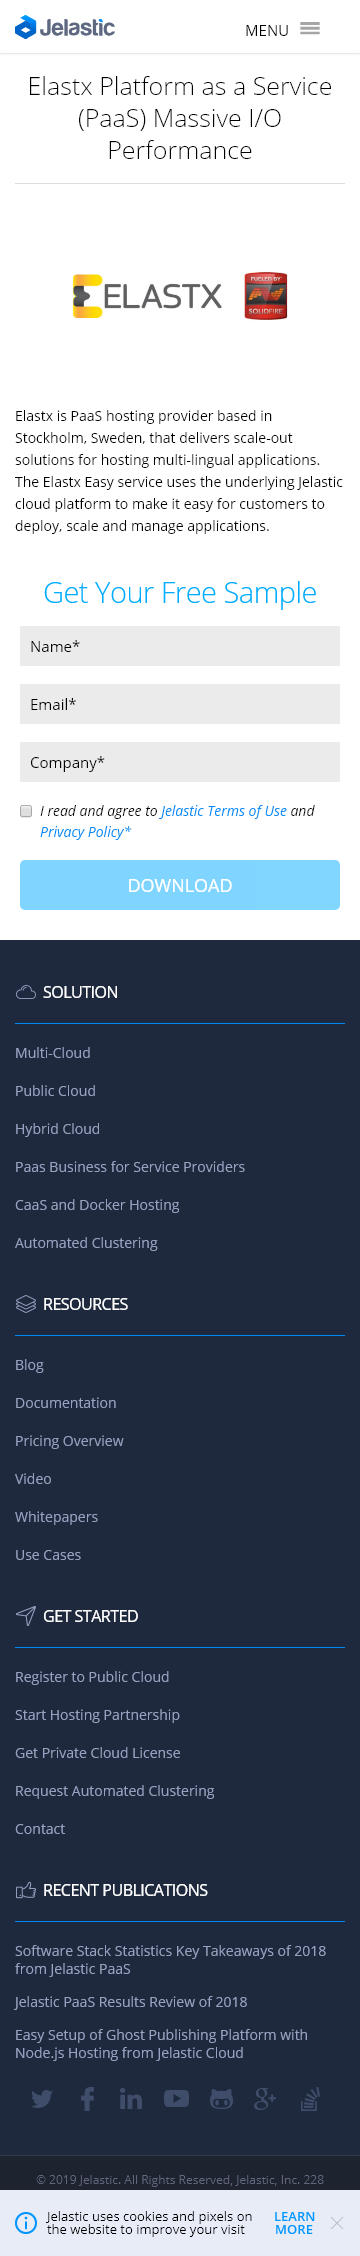 Jelastic
MENU
Elastx Platform as a Service
(PaaS) Massive I/O
Performance
ELASTX
FUELED BY
SOLIDFIRE
Elastx is PaaS hosting provider based in
Stockholm, Sweden, that delivers scale-out
solutions for hosting multi-lingual applications.
The Elastx Easy service uses the underlying Jelastic
cloud platform to make it easy for customers to
deploy, scale and manage applications.
Get Your Free Sample
Name*
Email*
Company*
I read and agree to Jelastic Terms of Use and
Privacy Policy*
DOWNLOAD
SOLUTION
Multi-Cloud
Public Cloud
Hybrid Cloud
Paas Business for Service Providers
CaaS and Docker Hosting
Automated Clustering
RESOURCES
Blog
Documentation
Pricing Overview
Video
Whitepapers
Use Cases
GET STARTED
Register to Public Cloud
Start Hosting Partnership
Get Private Cloud License
Request Automated Clustering
Contact
RECENT PUBLICATIONS
Software Stack Statistics Key Takeaways of 2018
from Jelastic PaaS
Jelastic PaaS Results Review of 2018
Easy Setup of Ghost Publishing Platform with
Node.js Hosting from Jelastic Cloud
© 2019 Jelastic. All Rights Reserved, Jelastic, Inc. 228
Jelastic uses cookies and pixels on
the website to improve your visit
LEARN
MORE